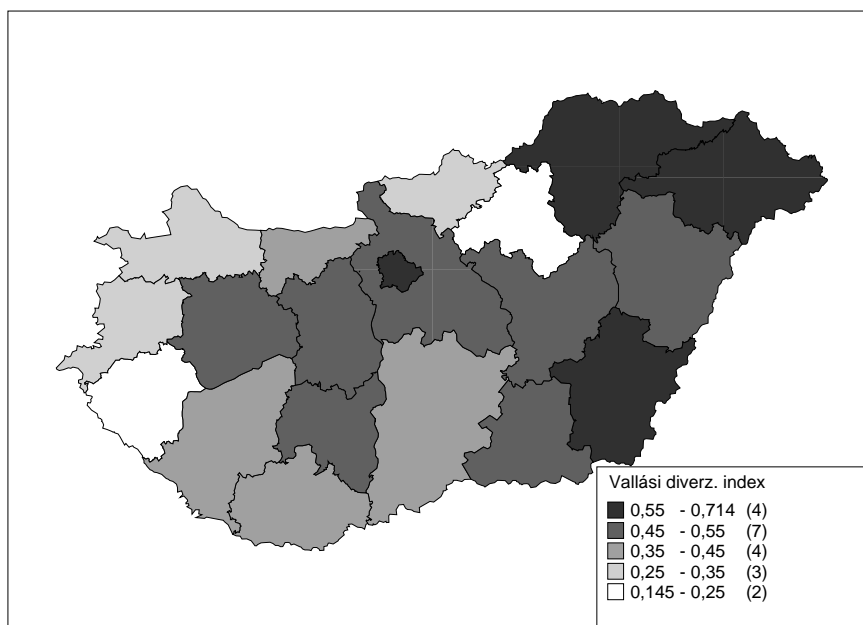 Vallási diverz. index
0,55 - 0,714 (4)
0,45 - 0,55 (7)
0,35 - 0,45 (4)
0,25 - 0,35 (3)
0,145 - 0,25 (2)